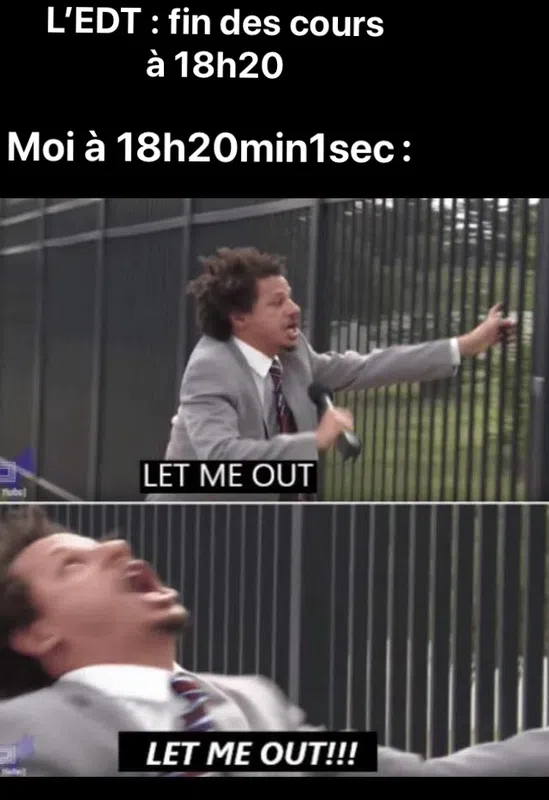 L’EDT : fin des cours
à 18h20
Moi à 18h20min1sec :
LET ME OUT
LET ME OUT!!!